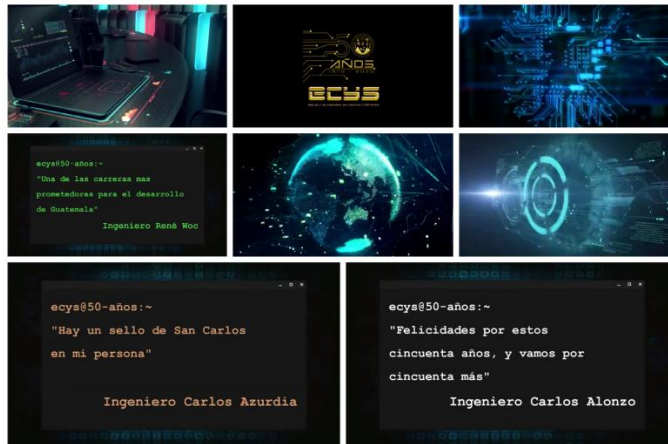 50
AÑOS
1970 2020
ecys
ecys@50-años:~
"Una de las carreras mas
prometedoras para el desarrollo
de Guatemala"
Ingeniero René Woc
ecys@50-años:~
"Hay un sello de San Carlos
en mi persona"
Ingeniero Carlos Azurdia
ecys@50-años:~
"Felicidades por estos
cincuenta años, y vamos por
cincuenta más"
Ingeniero Carlos Alonzo